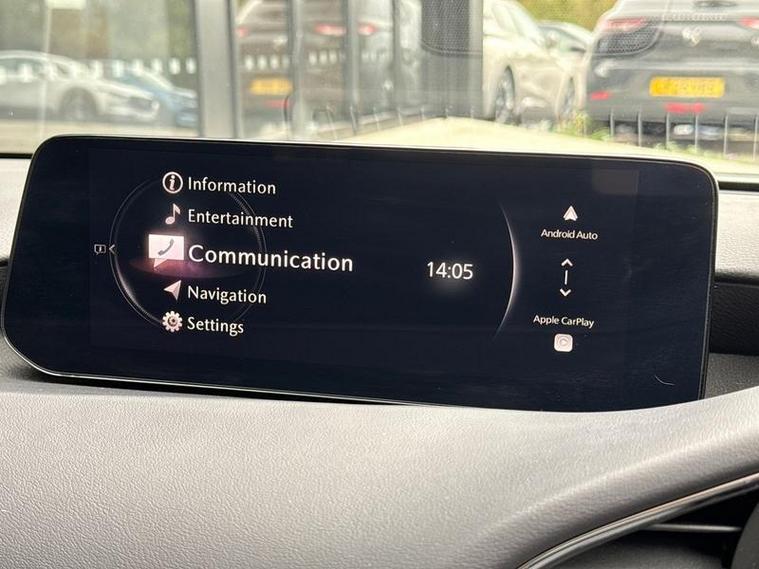 Information
Entertainment
Communication
Navigation
Settings
14:05
Android Auto
Apple CarPlay